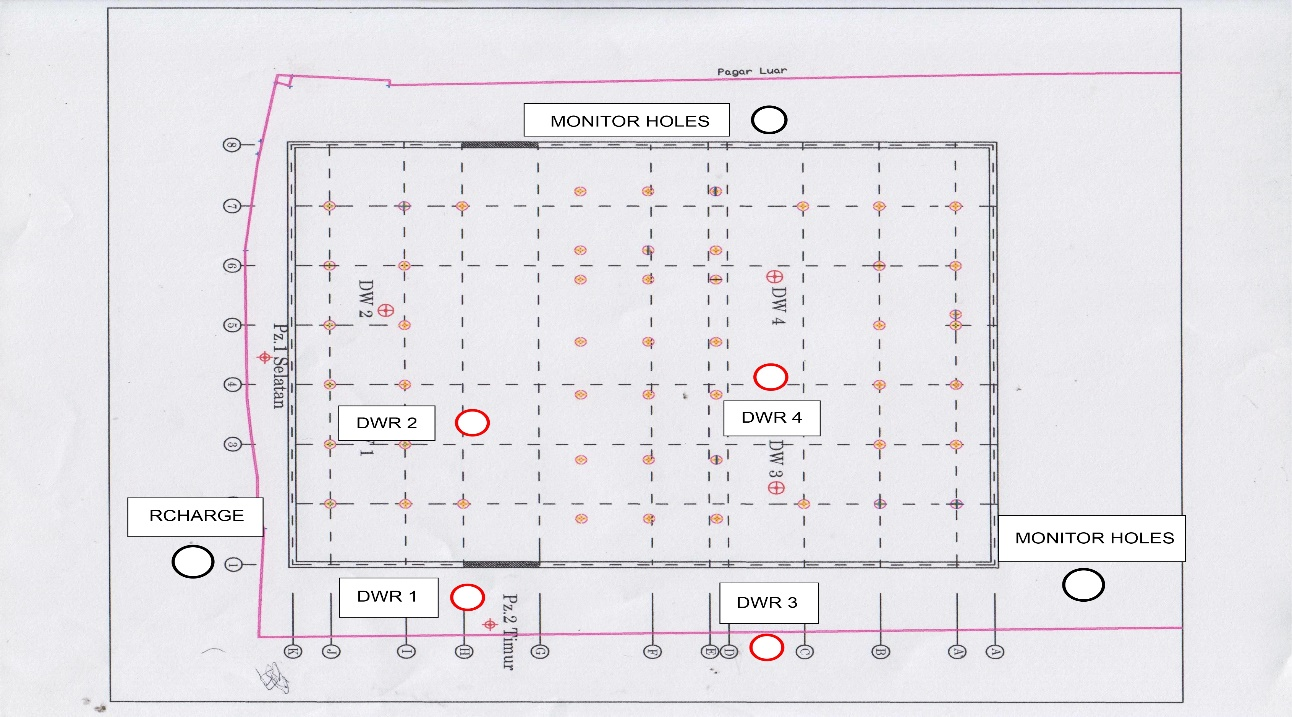 Pagar Luar
MONITOR HOLES
8
7
6
DW 2
DW 4
5
Pz.1 Selatan
4
DWR 2
DWR 4
3
1
DW 3
RCHARGE
MONITOR HOLES
1
DWR 1
DWR 3
Pz.2 Timur
K
J
I
H
G
F
E
D
C
B
A
A